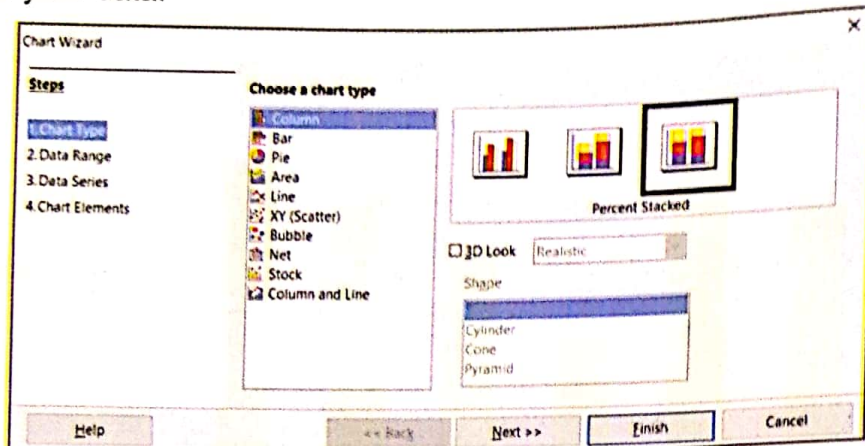 Chart Wizard
Steps
1.Chart Type
2.Data Range
3.Data Series
4.Chart Elements
Choose a chart type
Column
Bar
Pie
Area
Line
XY (Scatter)
Bubble
Net
Stock
Column and Line
Percent Stacked
3D Look
Realistic
Shape
Cylinder
Cone
Pyramid
Help
<< Back
Next >>
Finish
Cancel